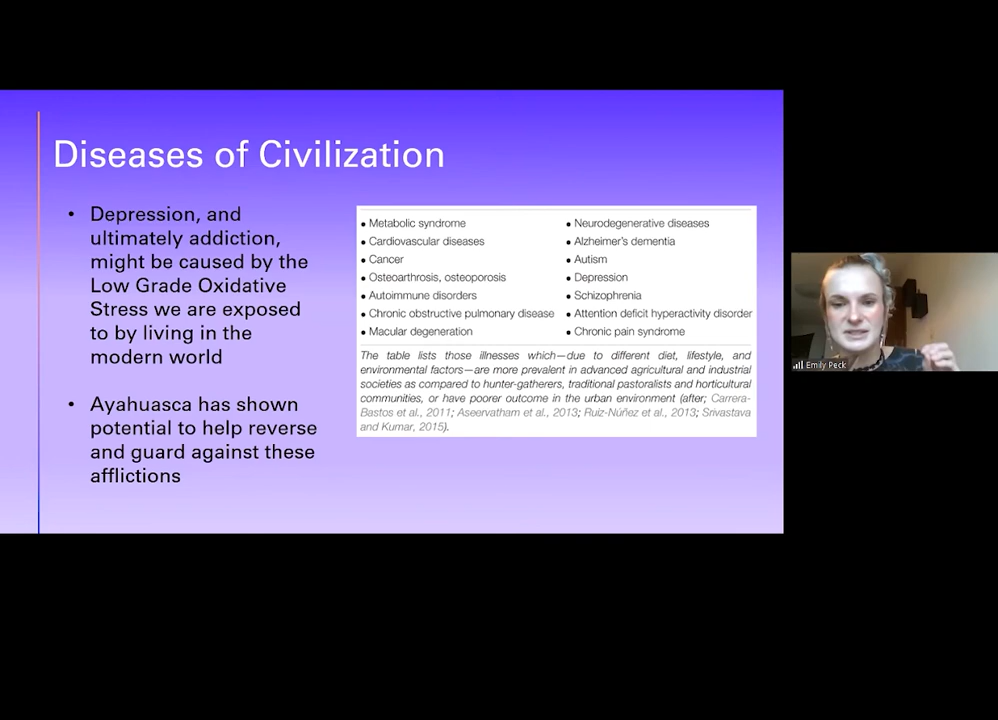 Diseases of Civilization
• Depression, and
ultimately addiction,
might be caused by the
Low Grade Oxidative
Stress we are exposed
to by living in the
modern world
• Ayahuasca has shown
potential to help reverse
and guard against these
afflictions
• Metabolic syndrome
• Cardiovascular diseases
• Cancer
• Osteoarthrosis, osteoporosis
• Autoimmune disorders
• Chronic obstructive pulmonary disease
• Macular degeneration
• Neurodegenerative diseases
• Alzheimer's dementia
• Autism
• Depression
• Schizophrenia
• Attention deficit hyperactivity disorder
• Chronic pain syndrome
The table lists those illnesses which—due to different diet, lifestyle, and
environmental factors—are more prevalent in advanced agricultural and industrial
societies as compared to hunter-gatherers, traditional pastoralists and horticultural
communities, or have poorer outcome in the urban environment (after; Carrera-
Bastos et al., 2011; Aseervatham et al., 2013; Ruiz-Núñez et al., 2013; Srivastava
and Kumar, 2015).
Emily Peck